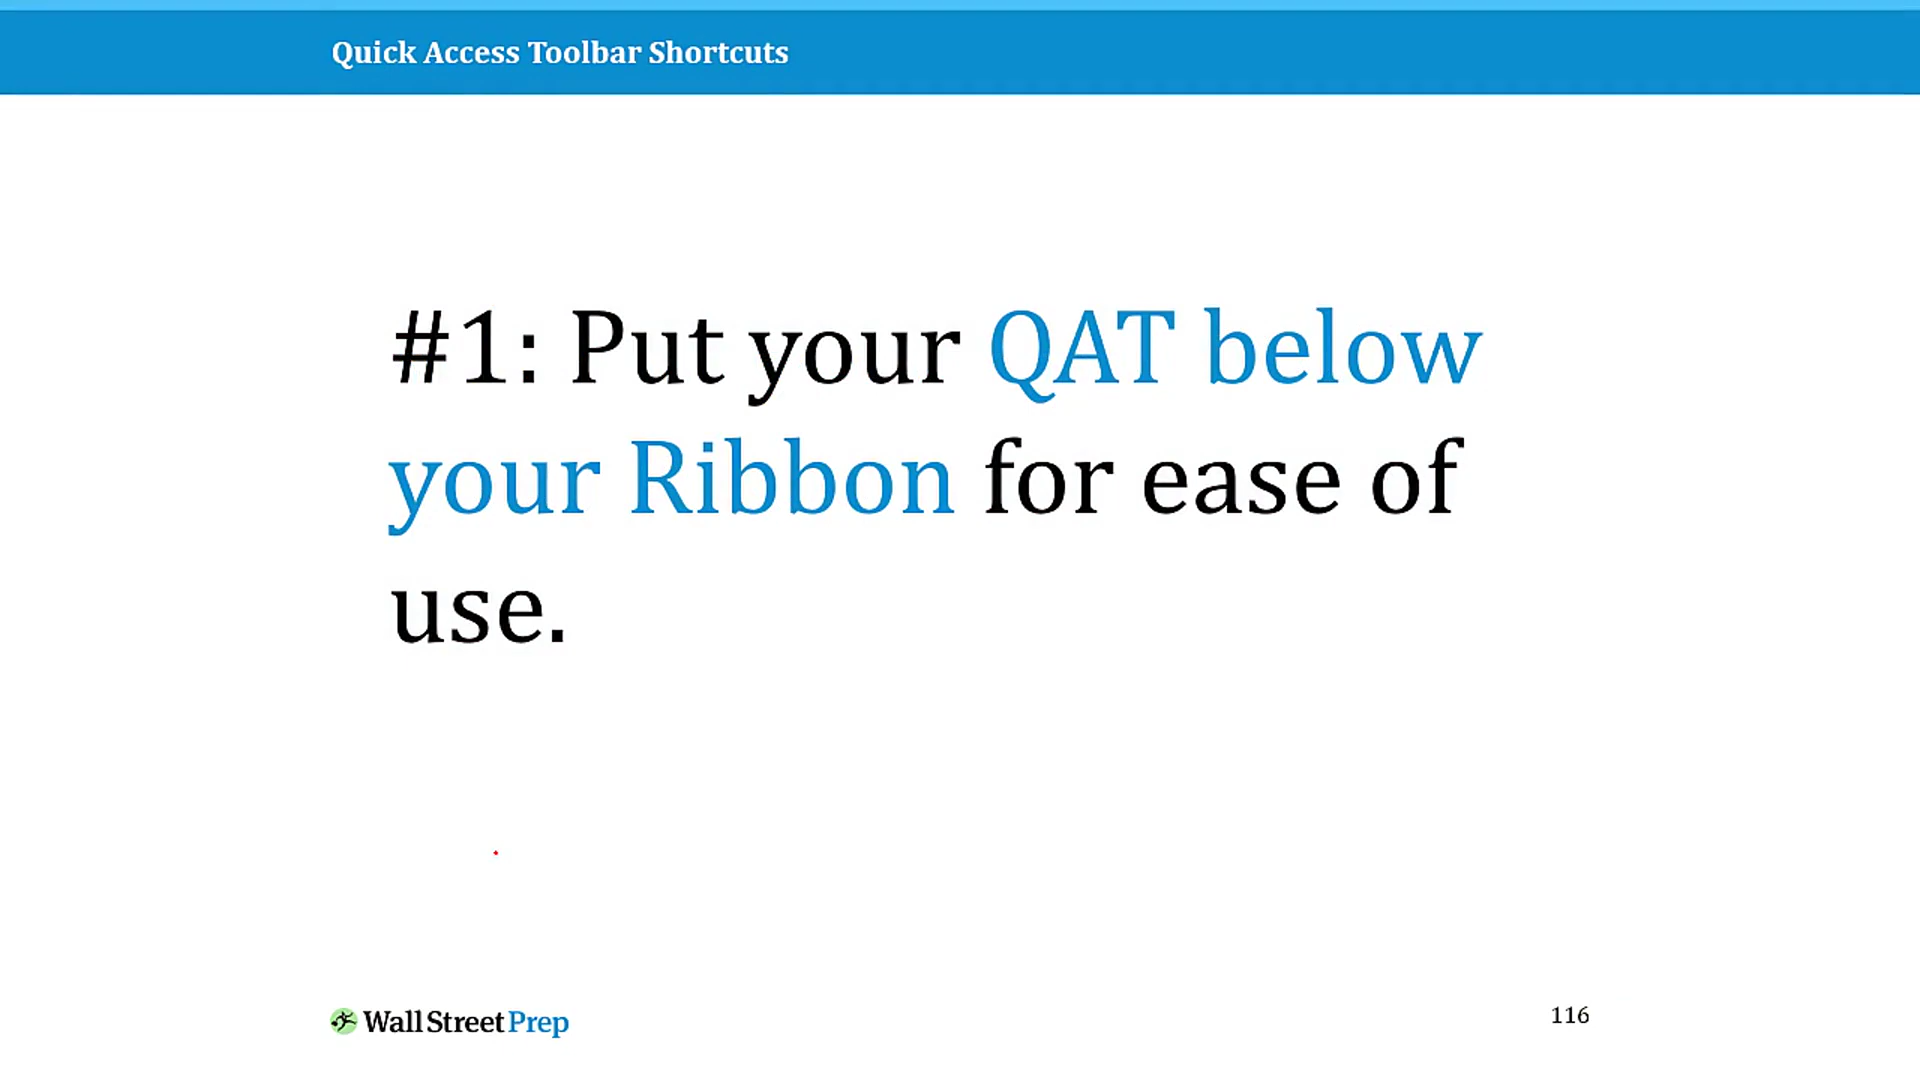 Quick Access Toolbar Shortcuts
#1: Put your QAT below
your Ribbon for ease of
use.
Wall Street Prep
116